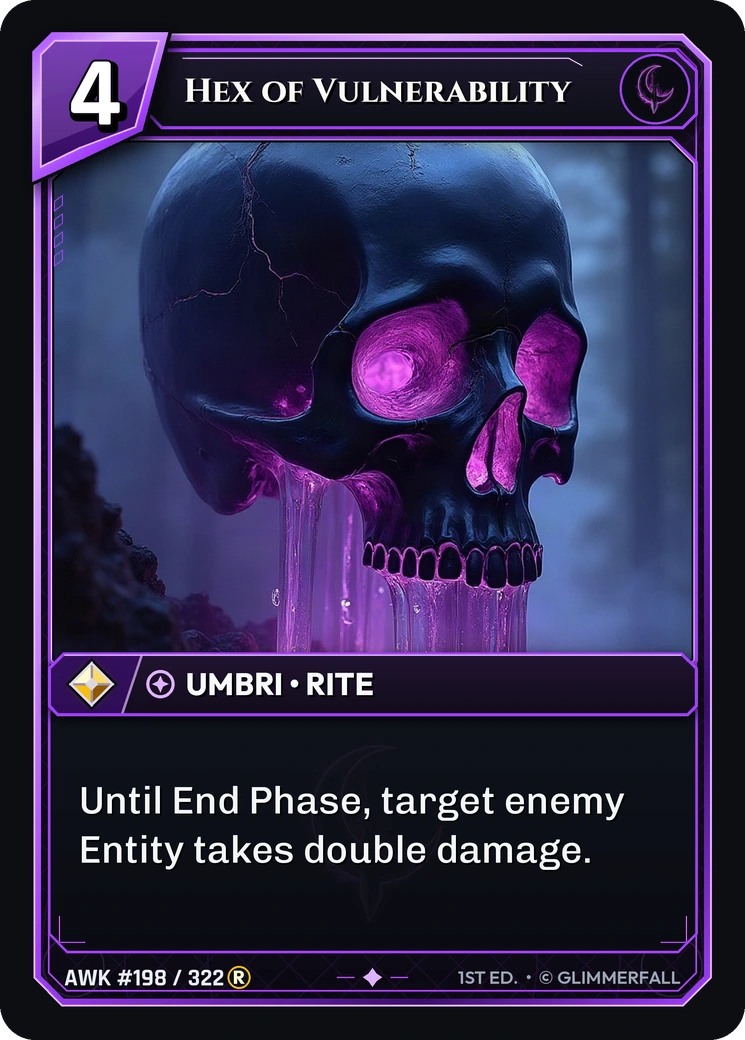 4
Hex of Vulnerability
UMBRI • RITE
Until End Phase, target enemy
Entity takes double damage.
AWK #198 / 322 R
1ST ED. • © GLIMMERFALL